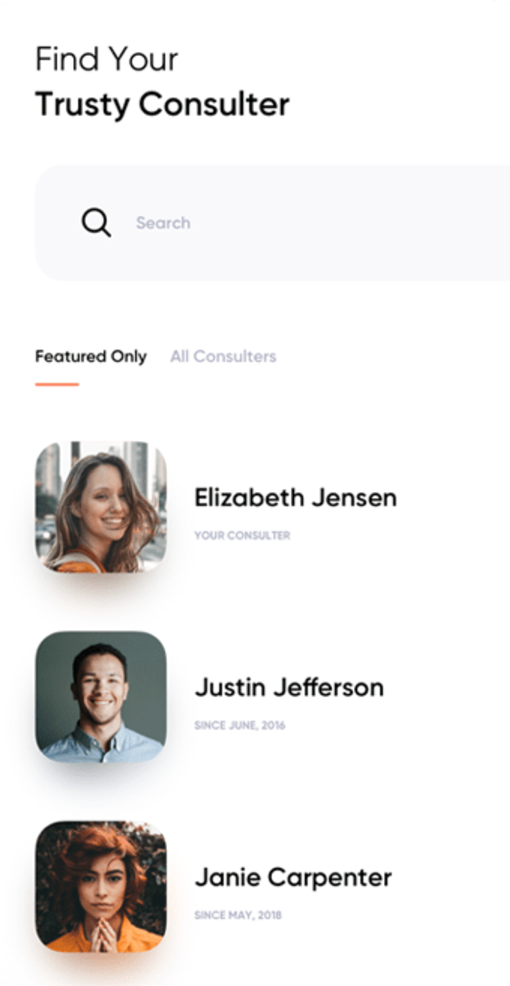 Find Your
Trusty Consulter
Search
Featured Only All Consulters
Elizabeth Jensen
YOUR CONSULTER
Justin Jefferson
SINCE JUNE, 2016
Janie Carpenter
SINCE MAY, 2018